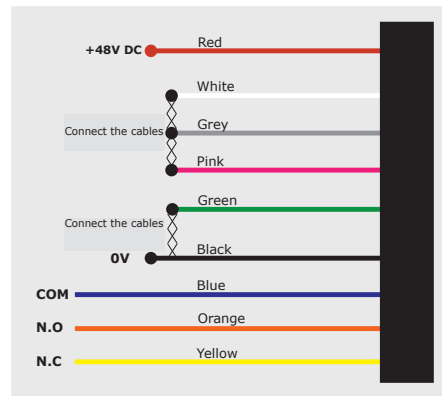 Red
+48V DC
White
Connect the cables
Grey
Pink
Green
Connect the cables
Black
0V
Blue
COM
Orange
N.O
Yellow
N.C